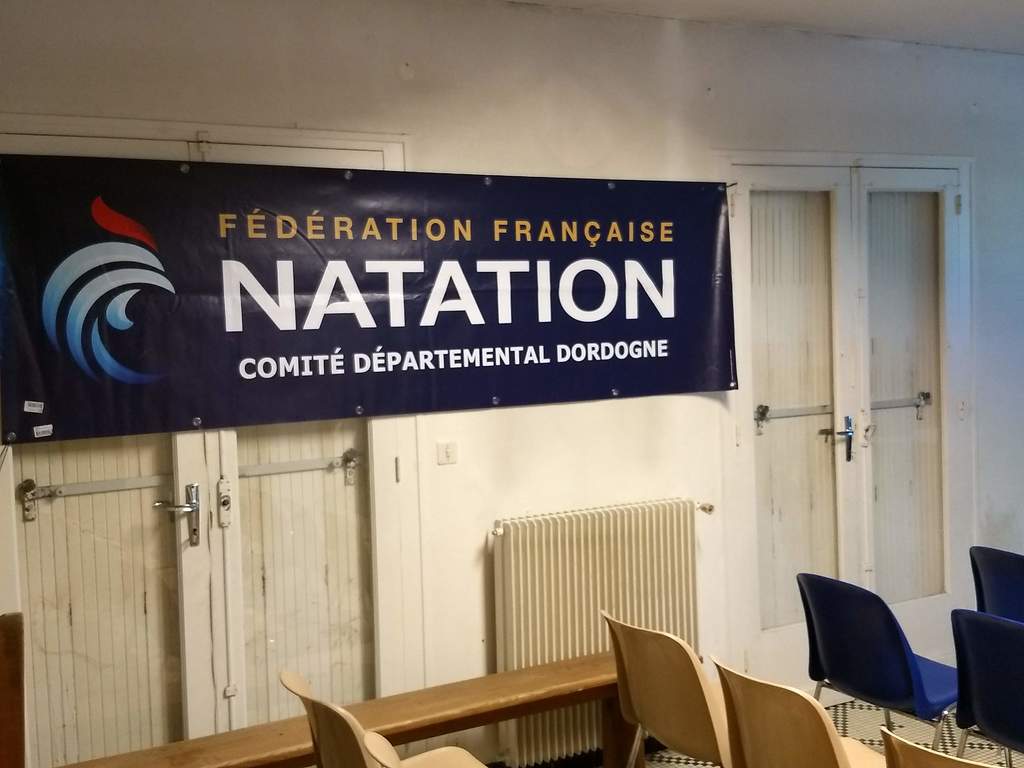 FÉDÉRATION FRANÇAISE
NATATION
COMITÉ DÉPARTEMENTAL DORDOGNE